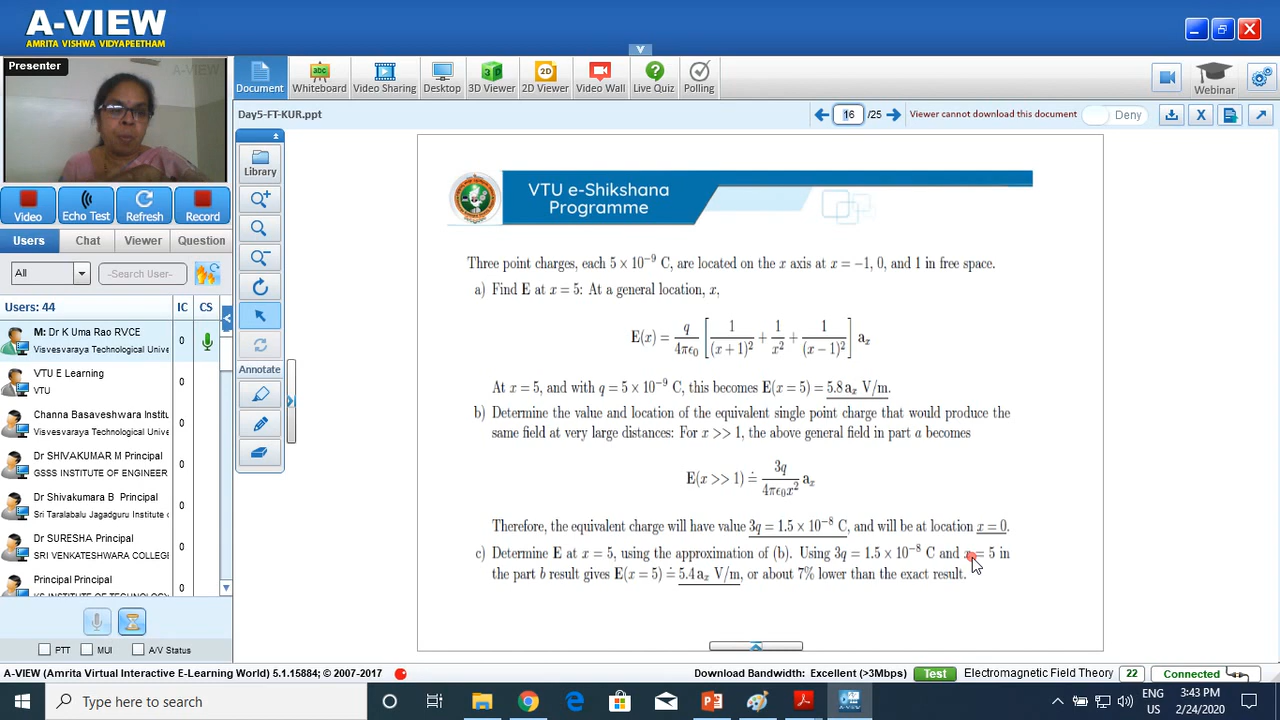 A-VIEW
AMRITA VISHWA VIDYAPEETHAM
Presenter
A-VIEW
Document
Whiteboard
Video Sharing
Desktop
3D Viewer
2D Viewer
Video Wall
Live Quiz
Polling
Webinar
Day5-FT-KUR.ppt
16 /25
Viewer cannot download this document
Deny
Video
Echo Test
Refresh
Record
Library
Users
Chat
Viewer
Question
All
-Search User-
Users: 44 IC CS
M: Dr K Uma Rao RVCE 0
Visvesvaraya Technological Unive
VTU E Learning 0
VTU
Channa Basaveshwara Institu 0
Visvesvaraya Technological Unive
Dr SHIVAKUMAR M Principal 0
GSSS INSTITUTE OF ENGINEER
Dr Shivakumara B Principal 0
Sri Taralabalu Jagadguru Institute o
Dr SURESHA Principal 0
SRI VENKATESHWARA COLLEGE
Principal Principal 0
Annotate
PTT MUI A/V Status
VTU e-Shikshana
Programme
Three point charges, each 5 × 10⁻⁹ C, are located on the x axis at x = −1, 0, and 1 in free space.
a) Find E at x = 5: At a general location, x,
E(x) = q/4πϵ₀ [1/(x+1)² + 1/x² + 1/(x−1)²] aₓ
At x = 5, and with q = 5 × 10⁻⁹ C, this becomes E(x = 5) = 5.8 aₓ V/m.
b) Determine the value and location of the equivalent single point charge that would produce the
same field at very large distances: For x >> 1, the above general field in part a becomes
E(x >> 1) ≐ 3q/4πϵ₀x² aₓ
Therefore, the equivalent charge will have value 3q = 1.5 × 10⁻⁸ C, and will be at location x = 0.
c) Determine E at x = 5, using the approximation of (b). Using 3q = 1.5 × 10⁻⁸ C and x = 5 in
the part b result gives E(x = 5) ≐ 5.4 aₓ V/m, or about 7% lower than the exact result.
A-VIEW (Amrita Virtual Interactive E-Learning World) 5.1.15884; © 2007-2017
Download Bandwidth: Excellent (>3Mbps)
Test
Electromagnetic Field Theory
22
Connected
Type here to search
ENG
US
3:43 PM
2/24/2020